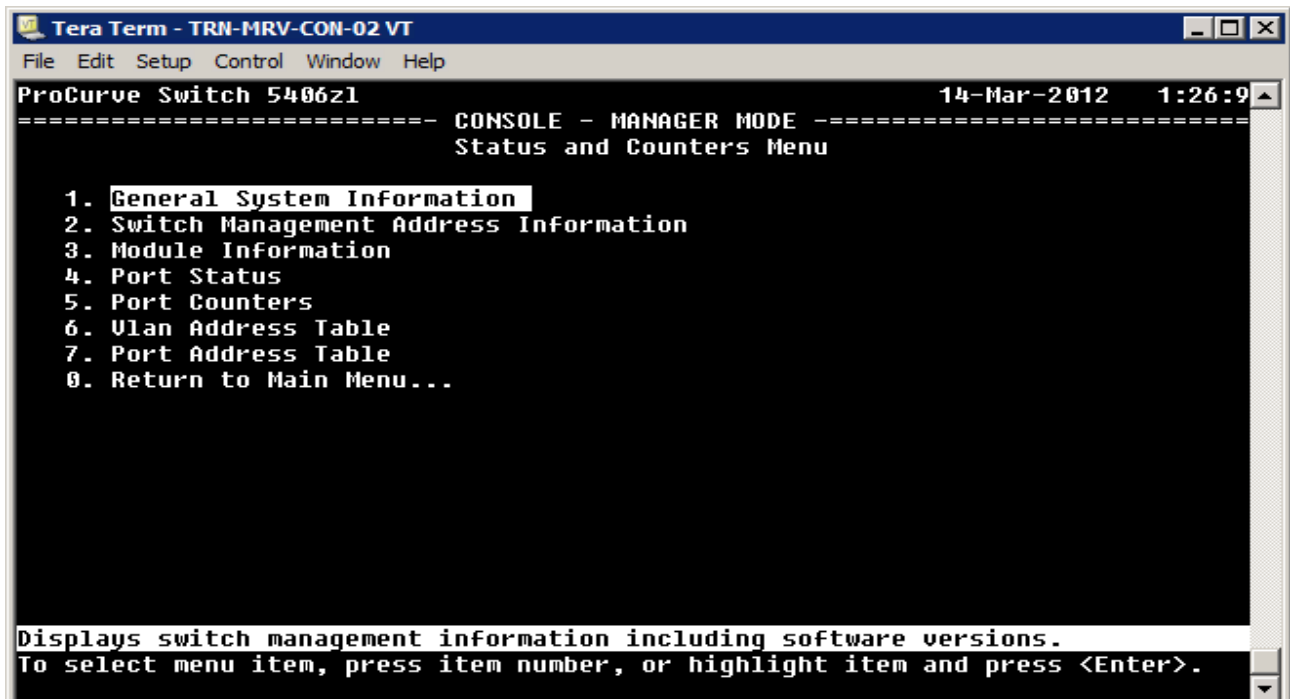 Tera Term - TRN-MRV-CON-02 VT
File Edit Setup Control Window Help
ProCurve Switch 5406zl 14-Mar-2012 1:26:9
==========================- CONSOLE - MANAGER MODE -===========================
Status and Counters Menu
1. General System Information
2. Switch Management Address Information
3. Module Information
4. Port Status
5. Port Counters
6. Vlan Address Table
7. Port Address Table
0. Return to Main Menu...
Displays switch management information including software versions.
To select menu item, press item number, or highlight item and press <Enter>.